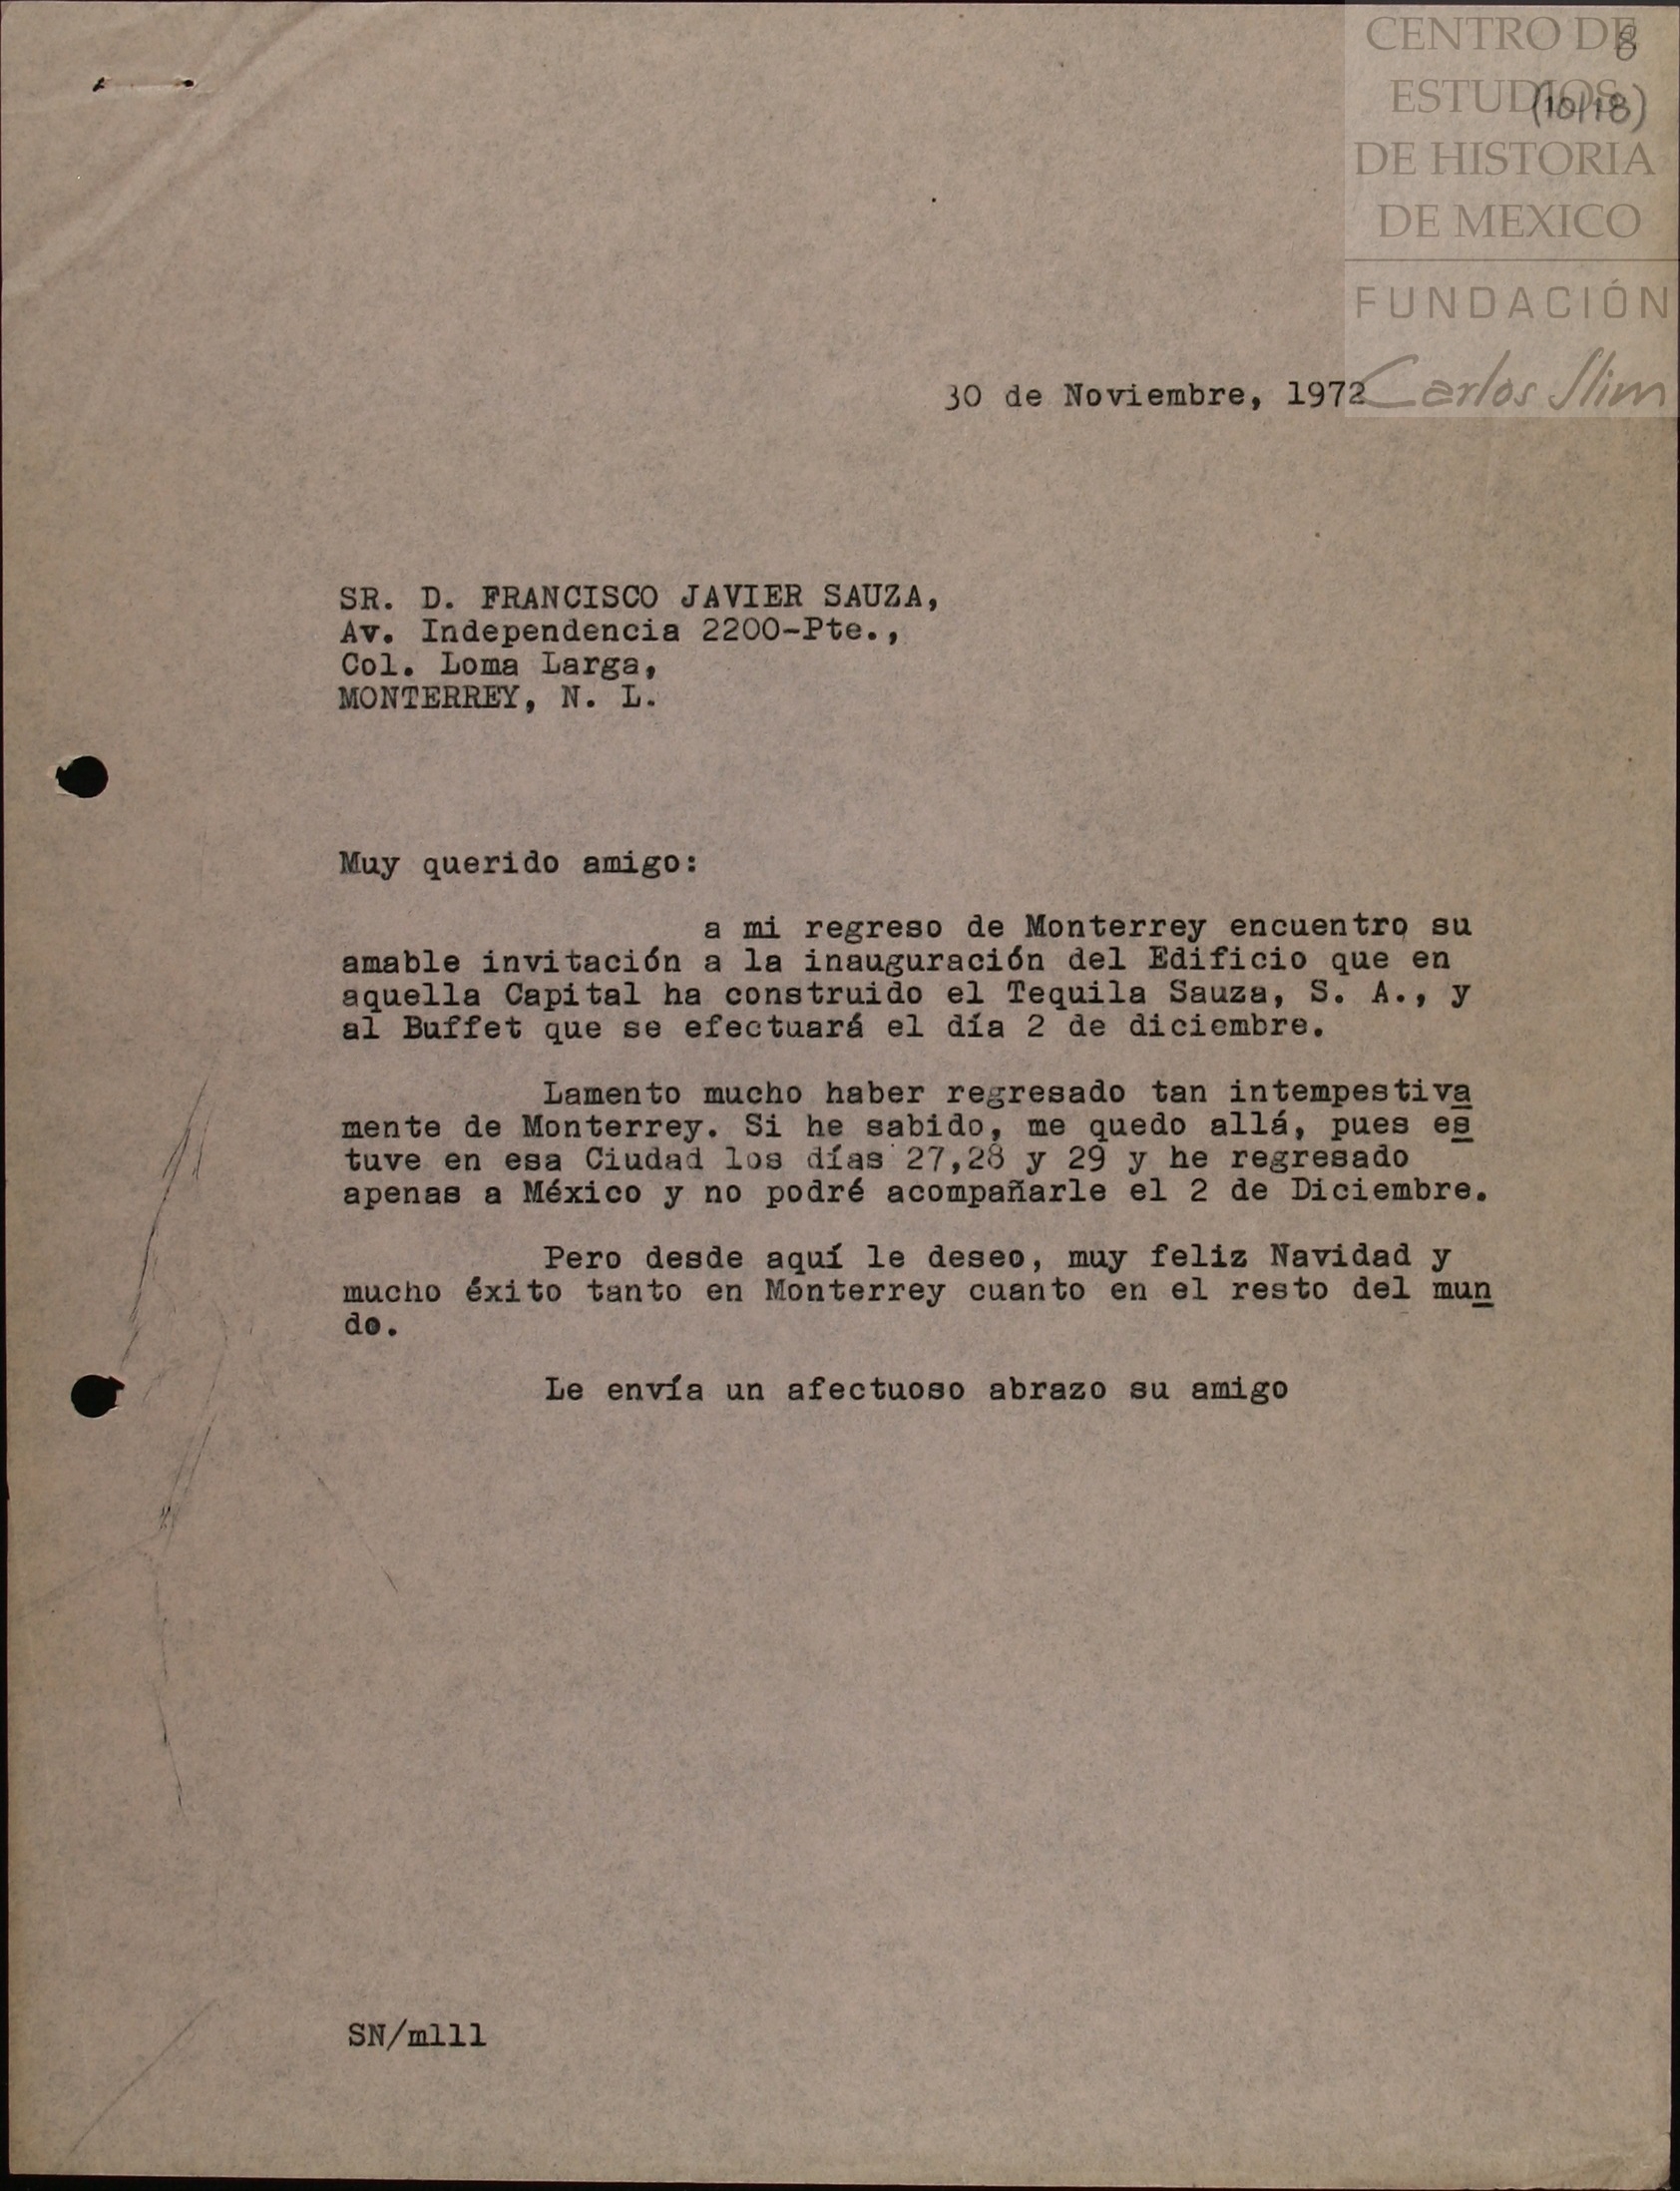 CENTRO DE
8
ESTUDIOS
(10/18)
DE HISTORIA
DE MEXICO
FUNDACIÓN
Carlos Slim
30 de Noviembre, 1972
SR. D. FRANCISCO JAVIER SAUZA,
Av. Independencia 2200-Pte.,
Col. Loma Larga,
MONTERREY, N. L.
Muy querido amigo:
a mi regreso de Monterrey encuentro su
amable invitación a la inauguración del Edificio que en
aquella Capital ha construido el Tequila Sauza, S. A., y
al Buffet que se efectuará el día 2 de diciembre.
Lamento mucho haber regresado tan intempestiva
mente de Monterrey. Si he sabido, me quedo allá, pues es
tuve en esa Ciudad los días 27,28 y 29 y he regresado
apenas a México y no podré acompañarle el 2 de Diciembre.
Pero desde aquí le deseo, muy feliz Navidad y
mucho éxito tanto en Monterrey cuanto en el resto del mun
do.
Le envía un afectuoso abrazo su amigo
SN/mlll